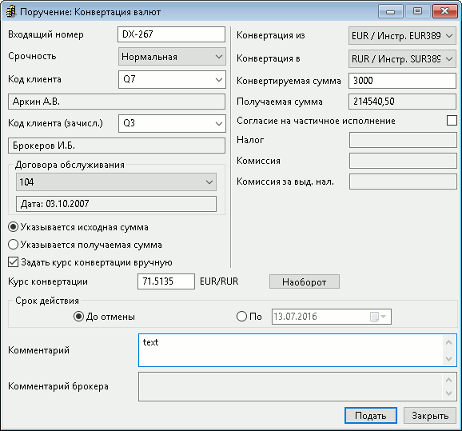 Поручение: Конвертация валют
Входящий номер DX-267
Срочность Нормальная
Код клиента Q7
Аркин А.В.
Код клиента (зачисл.) Q3
Брокеров И.Б.
Договора обслуживания
104
Дата: 03.10.2007
Указывается исходная сумма
Указывается получаемая сумма
Задать курс конвертации вручную
Конвертация из EUR / Инстр. EUR389
Конвертация в RUR / Инстр. SUR389
Конвертируемая сумма 3000
Получаемая сумма 214540,50
Согласие на частичное исполнение
Налог
Комиссия
Комиссия за выд. нал.
Курс конвертации 71.5135 EUR/RUR Наоборот
Срок действия
До отмены По 13.07.2016
Комментарий text
Комментарий брокера
Подать Закрыть